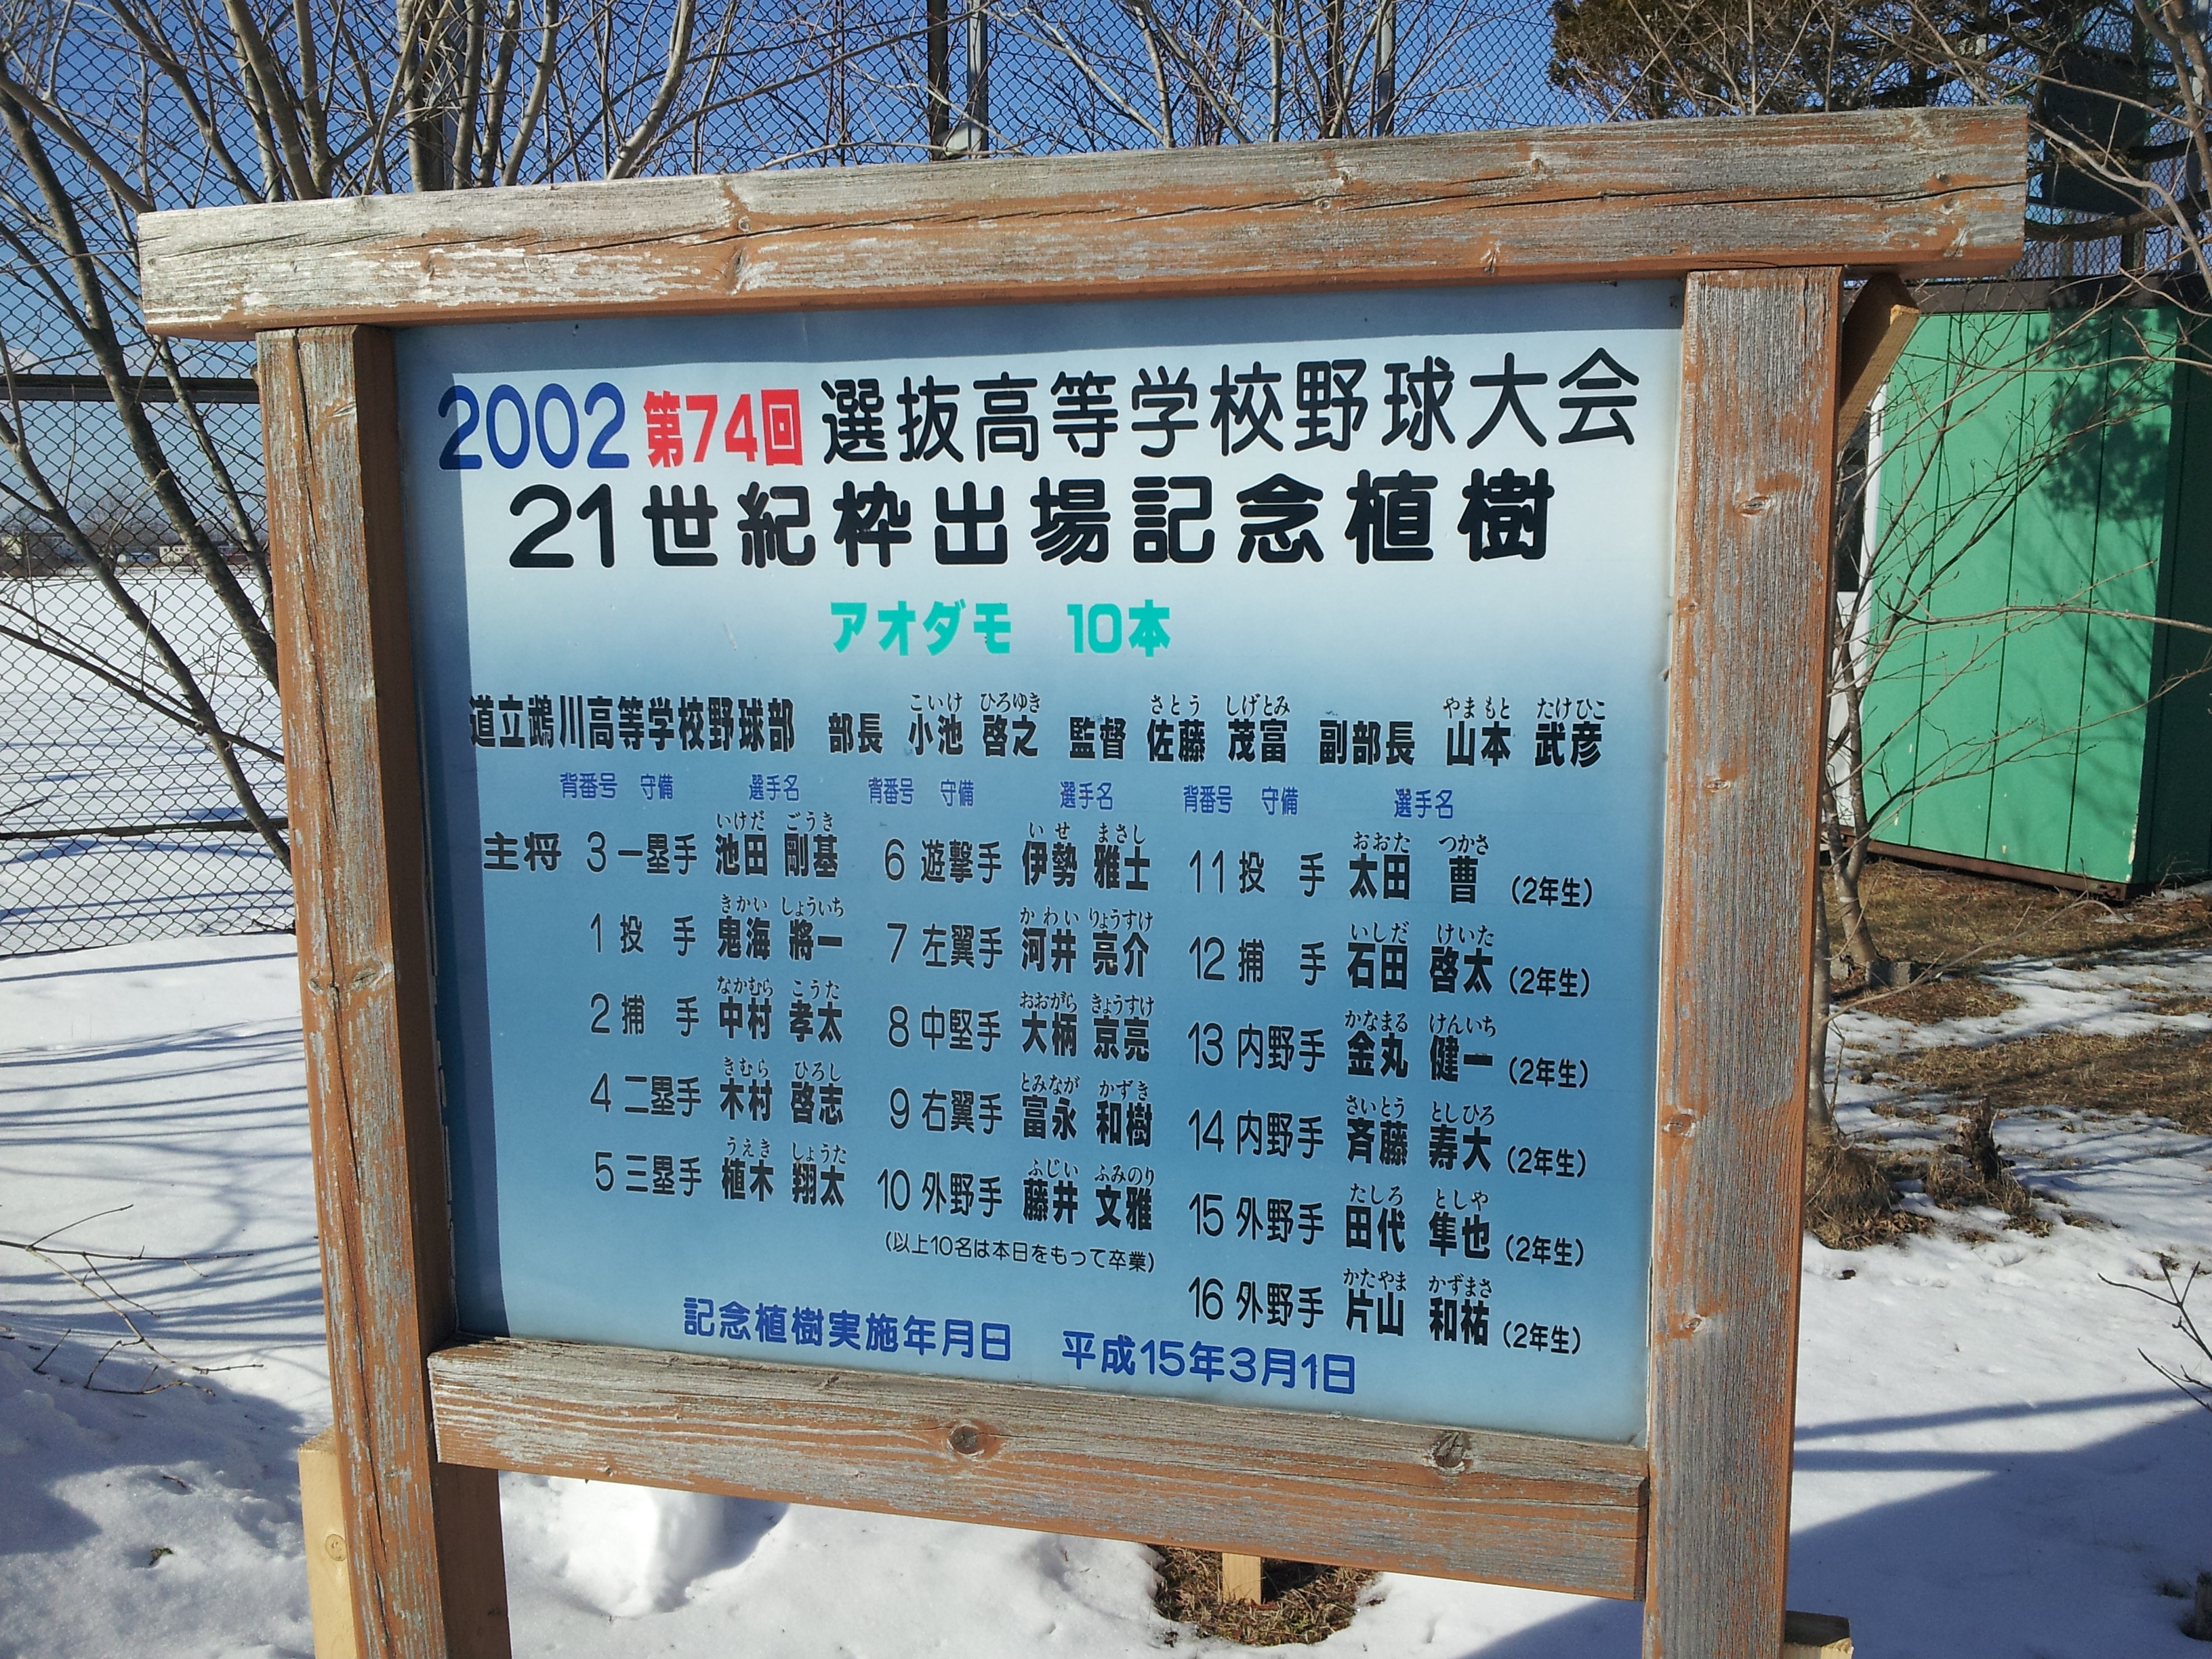 2002 第74回 選抜高等学校野球大会
21世紀枠出場記念植樹
アオダモ 10本
こいけ ひろゆき さとう しげとみ やまもと たけひこ
道立鵡川高等学校野球部 部長 小池 啓之 監督 佐藤 茂富 副部長 山本 武彦
背番号 守備 選手名 背番号 守備 選手名 背番号 守備 選手名
いけだ ごうき いせ まさし おおた つかさ
主将 3 一塁手 池田 剛基 6 遊撃手 伊勢 雅士 11 投手 太田 曹 (2年生)
きかい しょういち かわい りょうすけ いしだ けいた
1 投手 鬼海 將一 7 左翼手 河井 亮介 12 捕手 石田 啓太 (2年生)
なかむら こうた おおがら きょうすけ かなまる けんいち
2 捕手 中村 孝太 8 中堅手 大柄 京亮 13 内野手 金丸 健一 (2年生)
きむら ひろし とみなが かずき さいとう としひろ
4 二塁手 木村 啓志 9 右翼手 富永 和樹 14 内野手 斉藤 寿大 (2年生)
うえき しょうた ふじい ふみのり たしろ としや
5 三塁手 植木 翔太 10 外野手 藤井 文雅 15 外野手 田代 隼也 (2年生)
(以上10名は本日をもって卒業)
かたやま かずまさ
16 外野手 片山 和祐 (2年生)
記念植樹実施年月日 平成15年3月1日